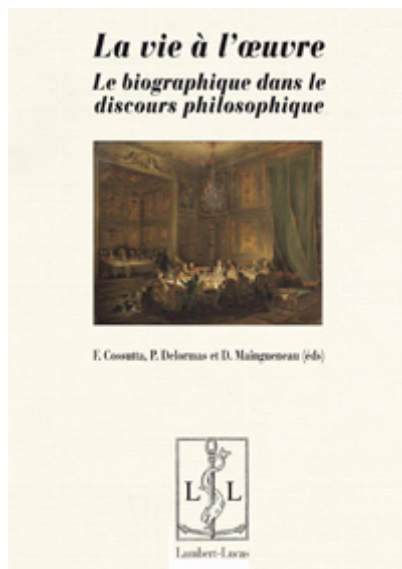 La vie à l'œuvre
Le biographique dans le
discours philosophique
F. Cossutta, P. Delormas et D. Maingueneau (éds)
L L
Lambert-Lucas